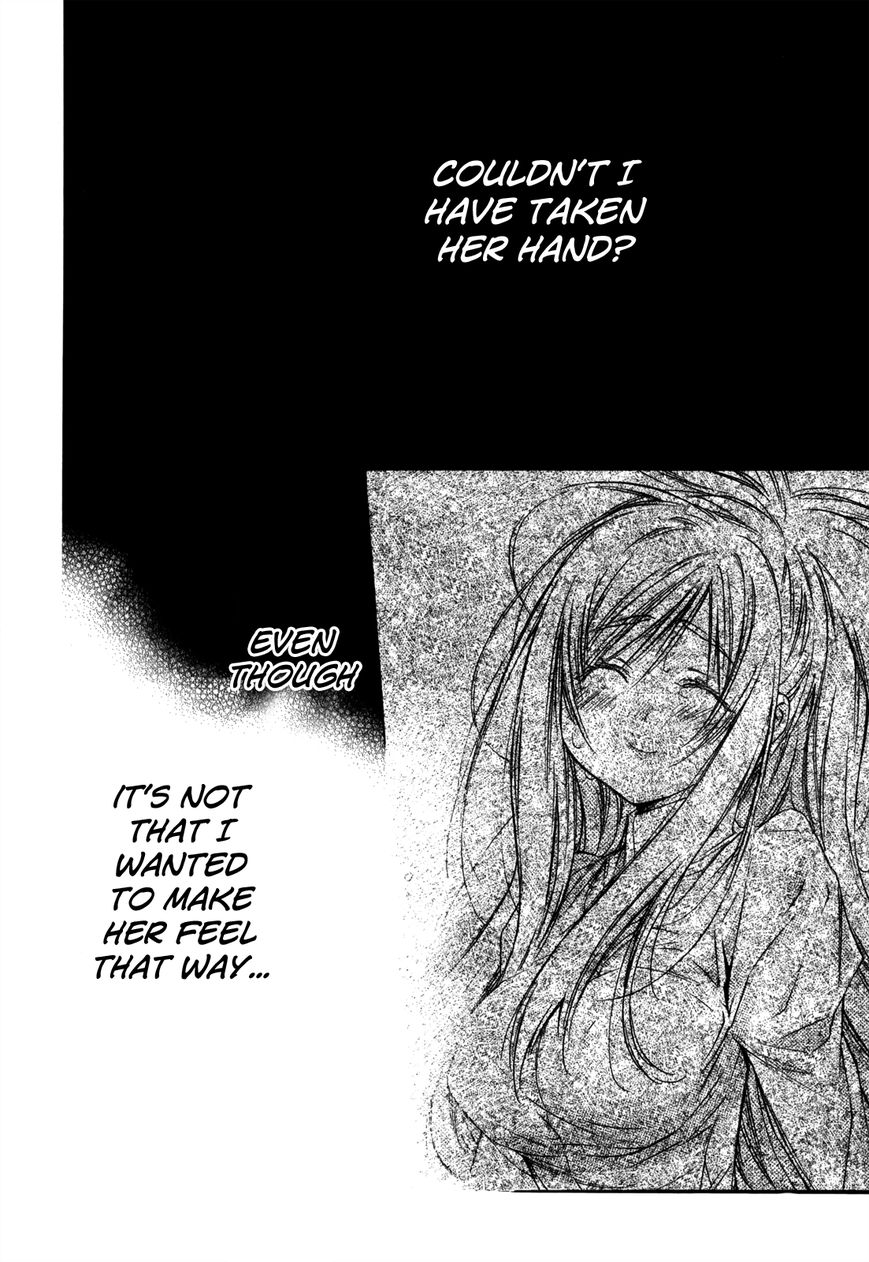 COULDN'T I
HAVE TAKEN
HER HAND?
EVEN
THOUGH
IT'S NOT
THAT I
WANTED
TO MAKE
HER FEEL
THAT WAY...